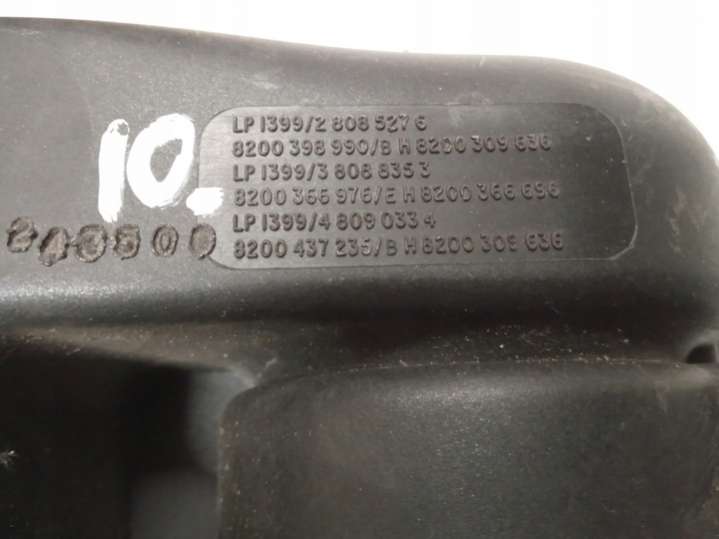 10.
LP 1399/2 808 527 6
8200 398 990/B H 8200 309 636
LP 1399/3 808 835 3
8200 366 976/E H 8200 366 696
LP 1399/4 809 033 4
8200 437 235/B H 8200 309 636